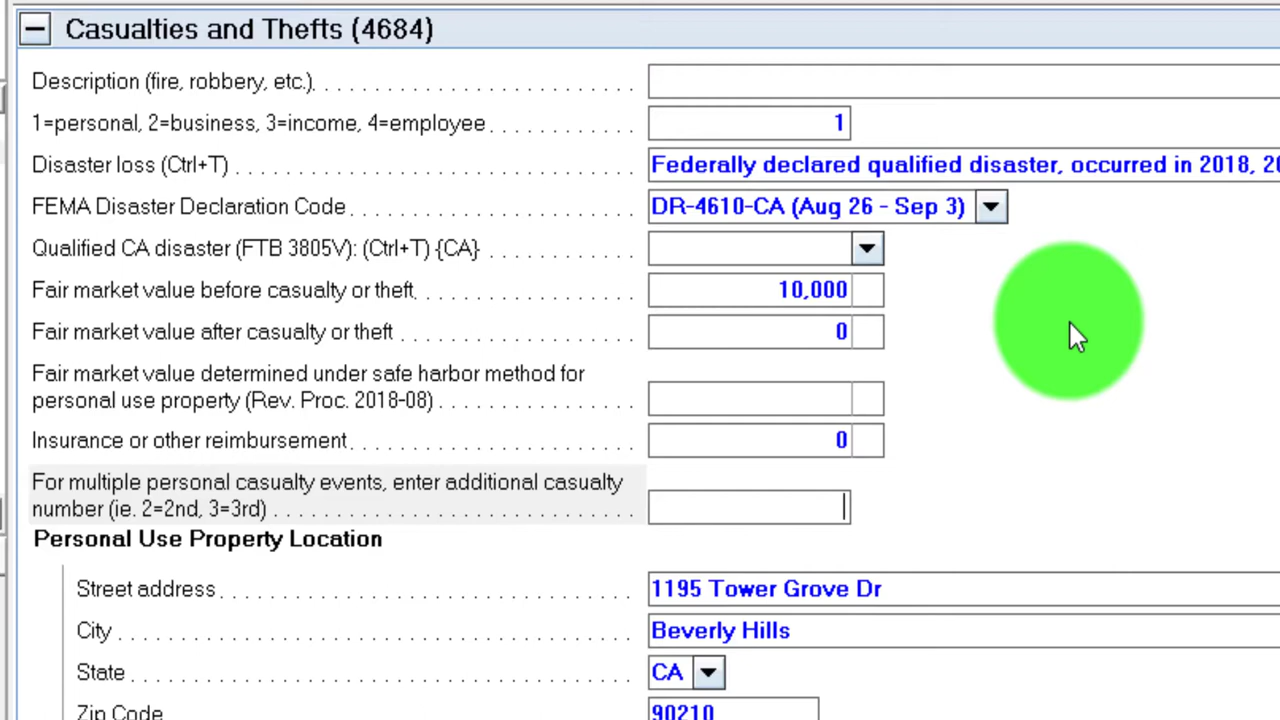 Casualties and Thefts (4684)
Description (fire, robbery, etc.)
1=personal, 2=business, 3=income, 4=employee 1
Disaster loss (Ctrl+T) Federally declared qualified disaster, occurred in 2018, 20
FEMA Disaster Declaration Code DR-4610-CA (Aug 26 - Sep 3)
Qualified CA disaster (FTB 3805V): (Ctrl+T) {CA}
Fair market value before casualty or theft 10,000
Fair market value after casualty or theft 0
Fair market value determined under safe harbor method for
personal use property (Rev. Proc. 2018-08)
Insurance or other reimbursement 0
For multiple personal casualty events, enter additional casualty
number (ie. 2=2nd, 3=3rd)
Personal Use Property Location
Street address 1195 Tower Grove Dr
City Beverly Hills
State CA
Zip Code 90210